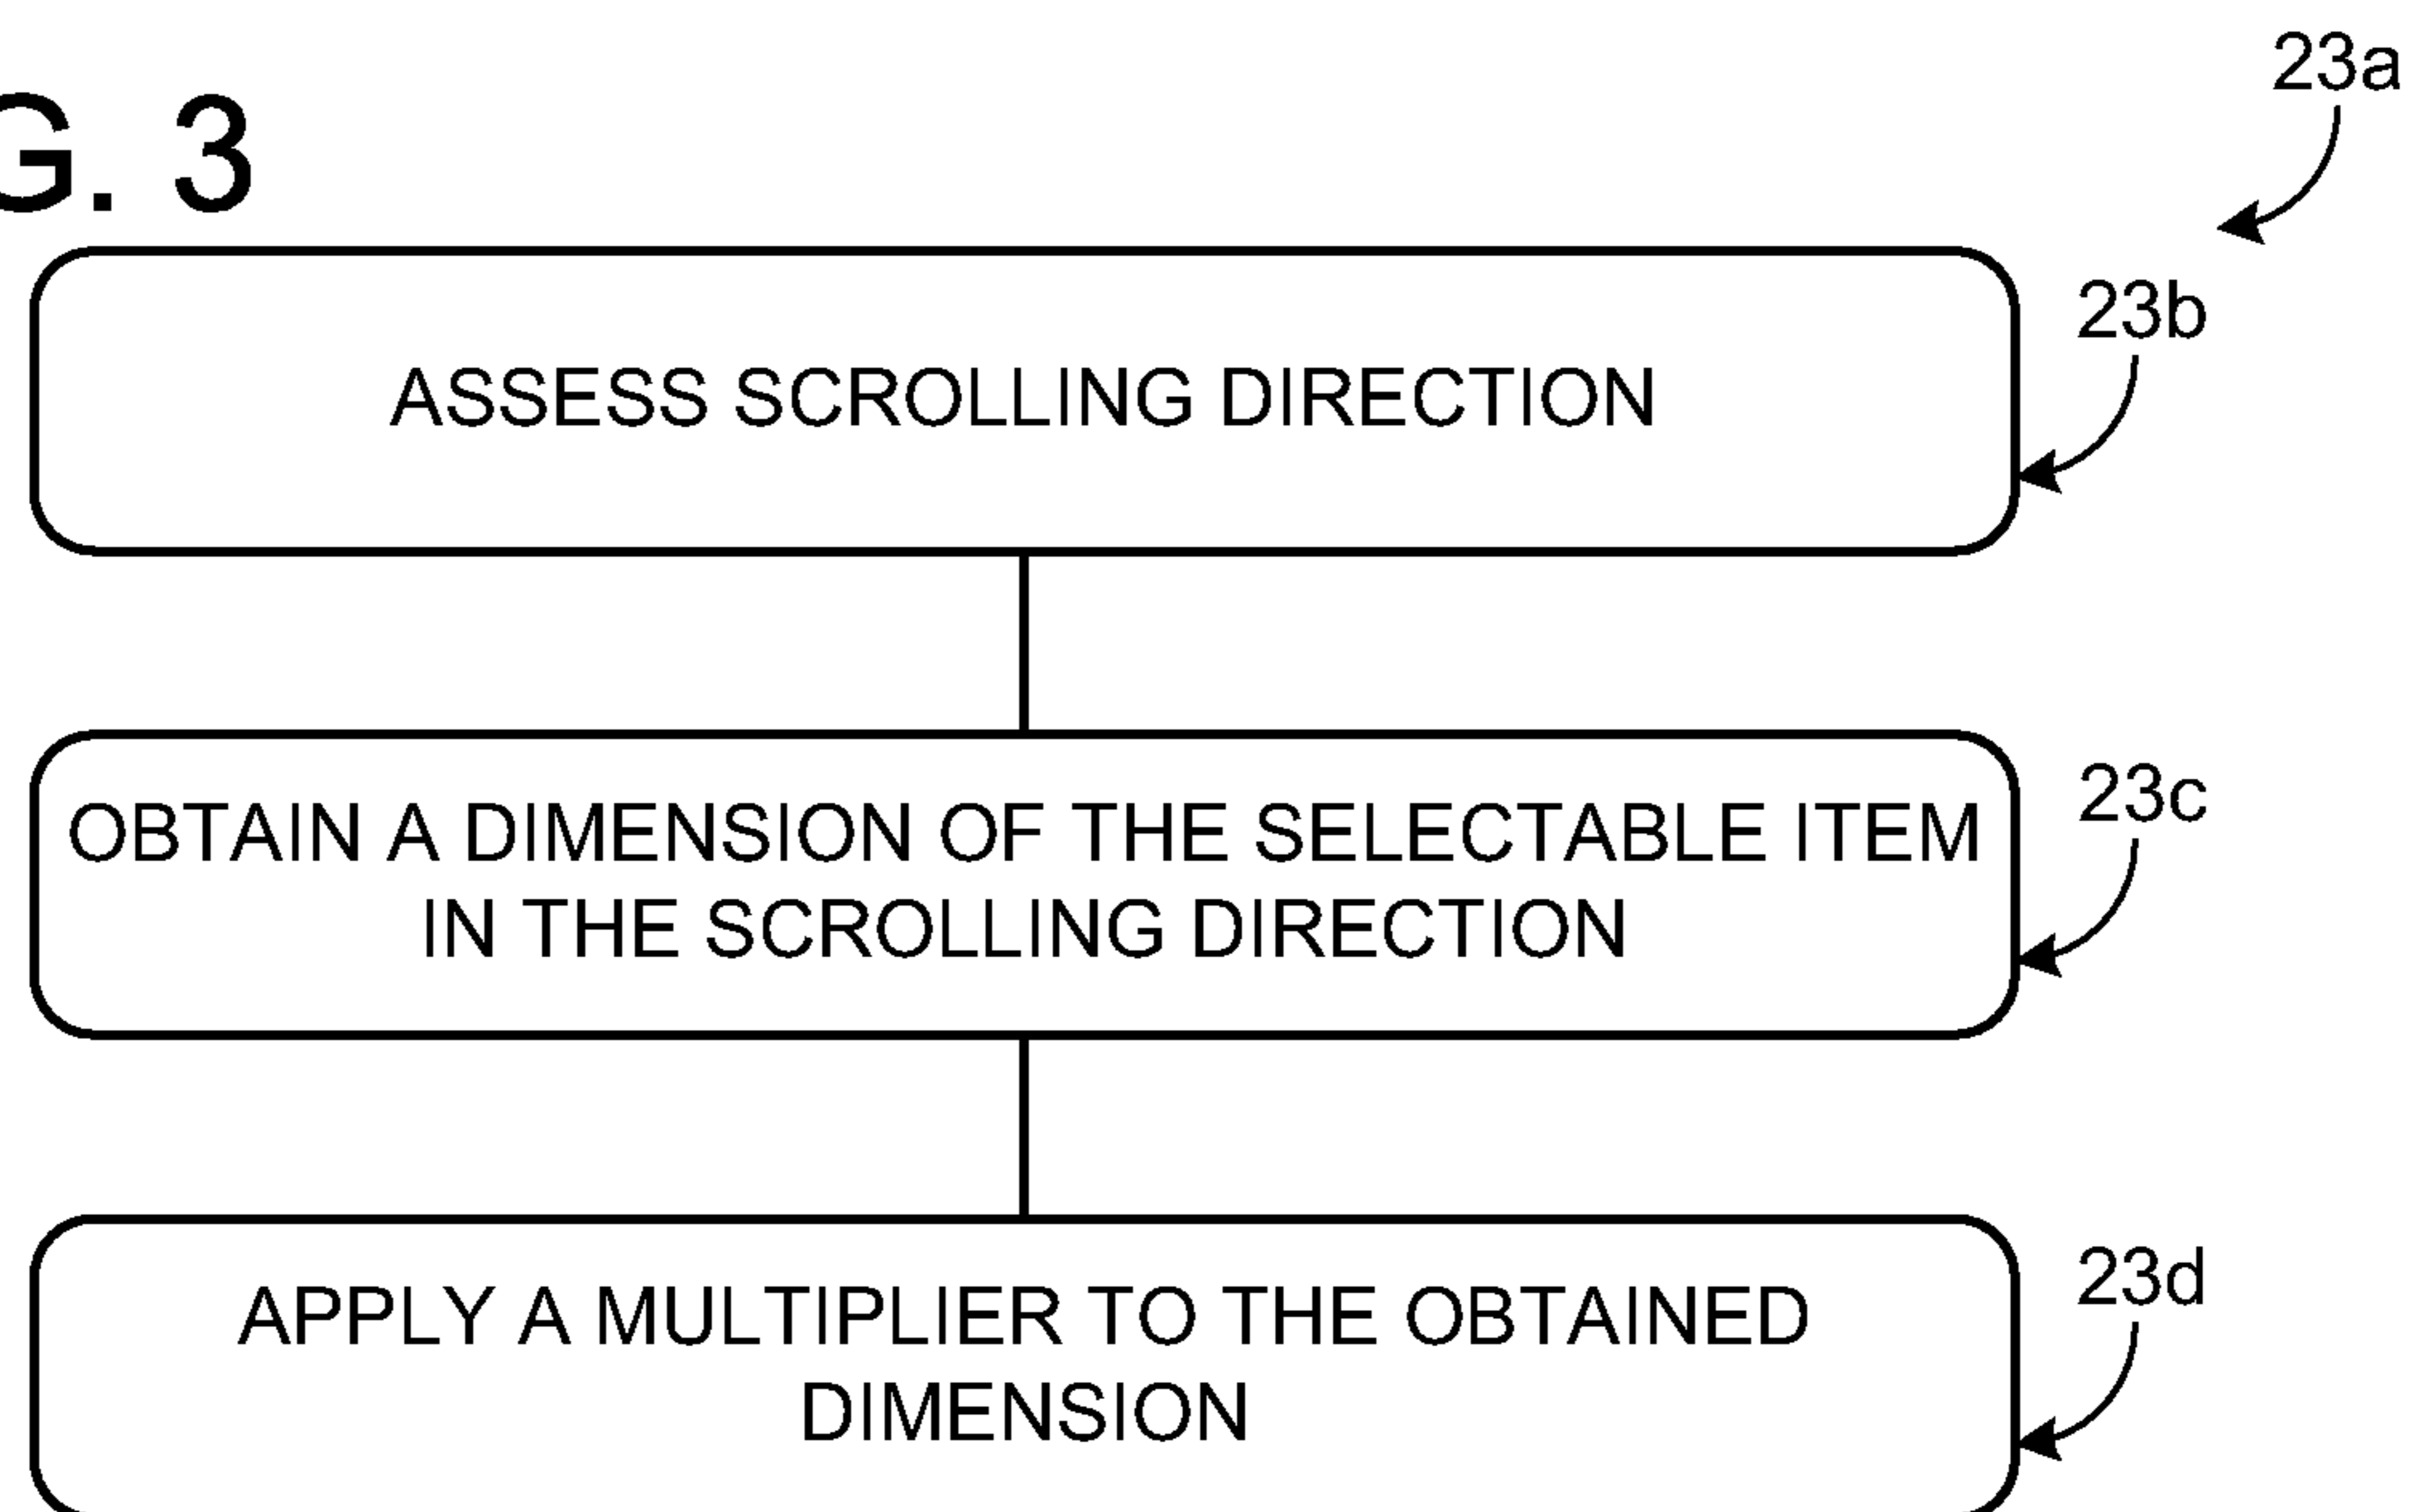 23a
G. 3
23b
ASSESS SCROLLING DIRECTION
23c
OBTAIN A DIMENSION OF THE SELECTABLE ITEM
IN THE SCROLLING DIRECTION
23d
APPLY A MULTIPLIER TO THE OBTAINED
DIMENSION